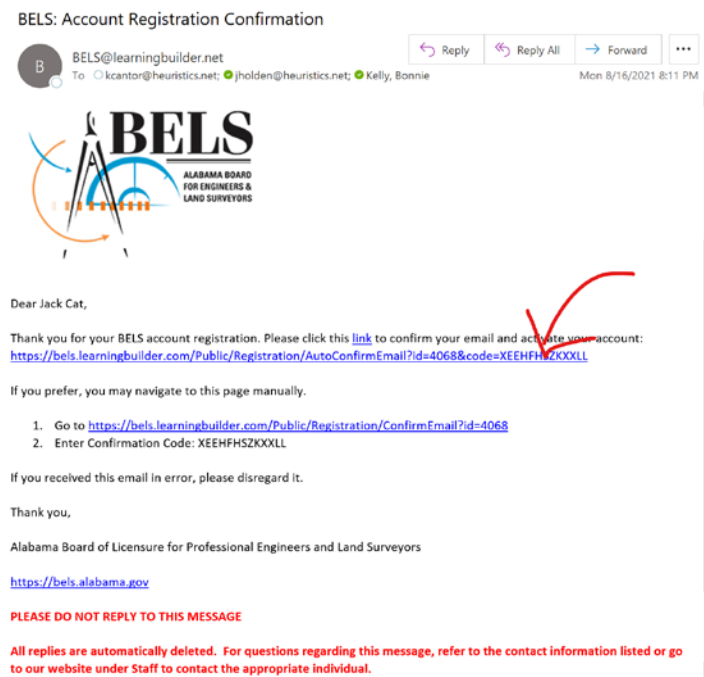 BELS: Account Registration Confirmation
B
BELS@learningbuilder.net
Reply
Reply All
Forward
To kcantor@heuristics.net; jholden@heuristics.net; Kelly, Bonnie
Mon 8/16/2021 8:11 PM
BELS
ALABAMA BOARD
FOR ENGINEERS &
LAND SURVEYORS
Dear Jack Cat,
Thank you for your BELS account registration. Please click this link to confirm your email and activate your account:
https://bels.learningbuilder.com/Public/Registration/AutoConfirmEmail?id=4068&code=XEEHFHSZKXXLL
If you prefer, you may navigate to this page manually.
1. Go to https://bels.learningbuilder.com/Public/Registration/ConfirmEmail?id=4068
2. Enter Confirmation Code: XEEHFHSZKXXLL
If you received this email in error, please disregard it.
Thank you,
Alabama Board of Licensure for Professional Engineers and Land Surveyors
https://bels.alabama.gov
PLEASE DO NOT REPLY TO THIS MESSAGE
All replies are automatically deleted. For questions regarding this message, refer to the contact information listed or go
to our website under Staff to contact the appropriate individual.